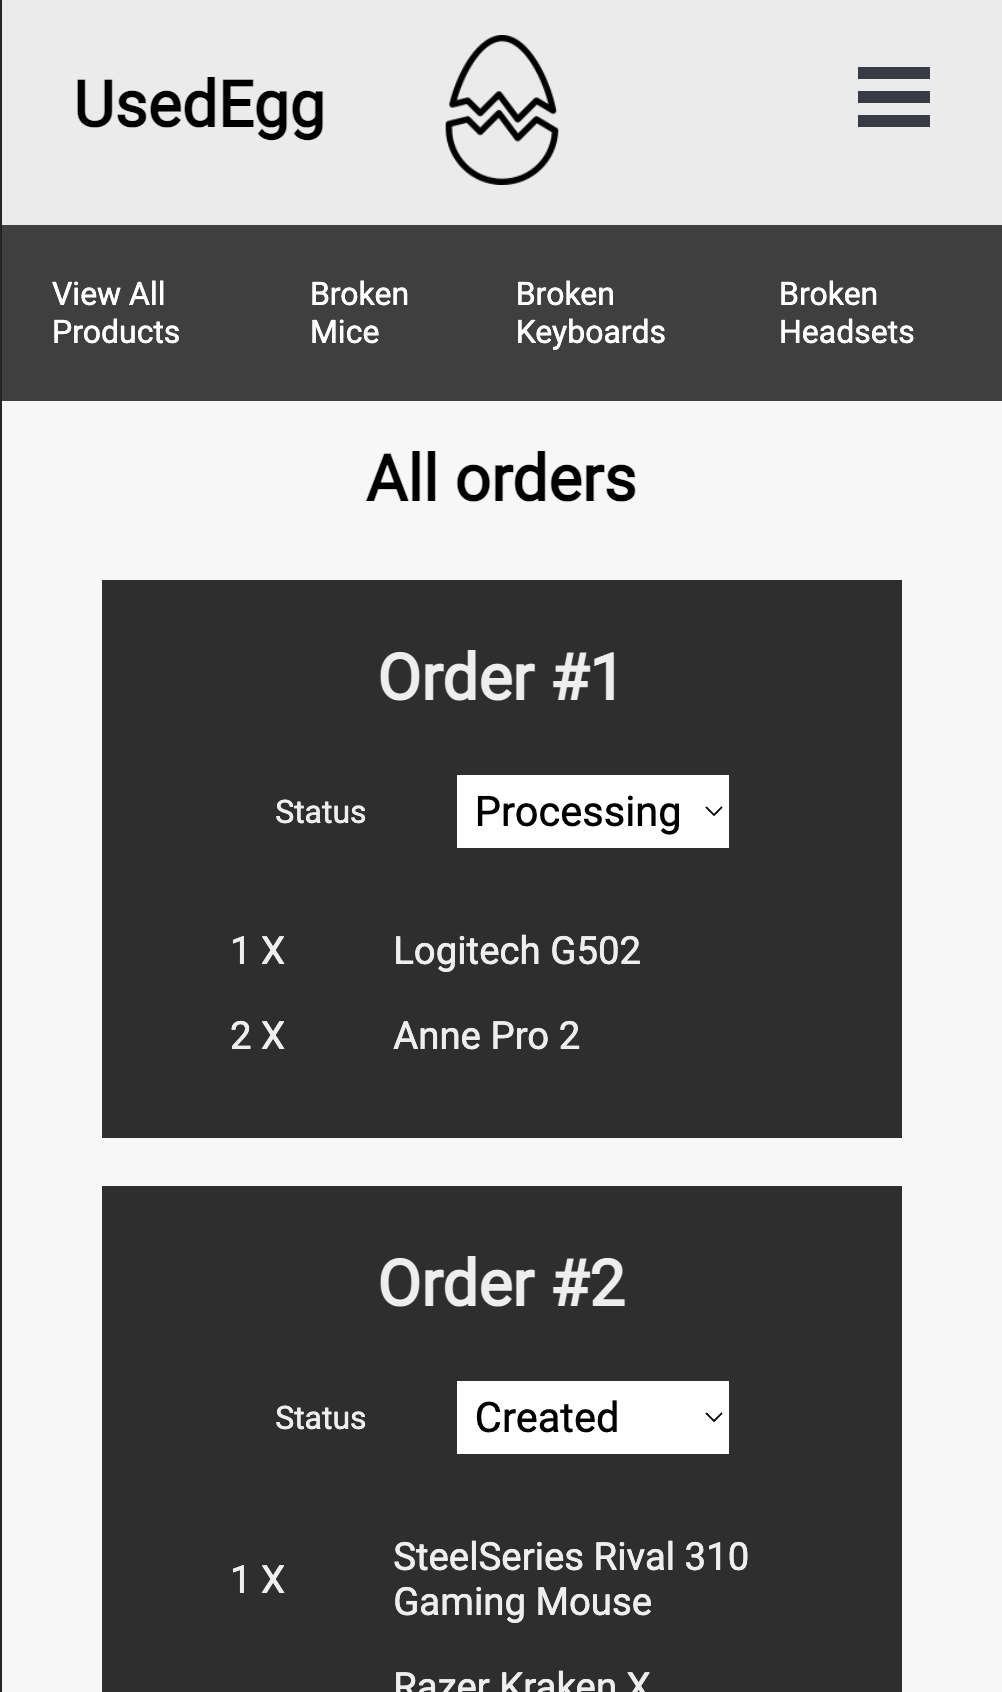 UsedEgg
View All
Products
Broken
Mice
Broken
Keyboards
Broken
Headsets
All orders
Order #1
Status
Processing
1 X
Logitech G502
2 X
Anne Pro 2
Order #2
Status
Created
1 X
SteelSeries Rival 310
Gaming Mouse
Razer Kraken X